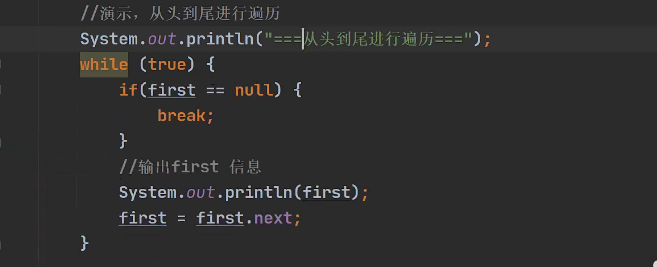 //演示，从头到尾进行遍历
System.out.println("===从头到尾进行遍历===");
while (true) {
if(first == null) {
break;
}
//输出first 信息
System.out.println(first);
first = first.next;
}